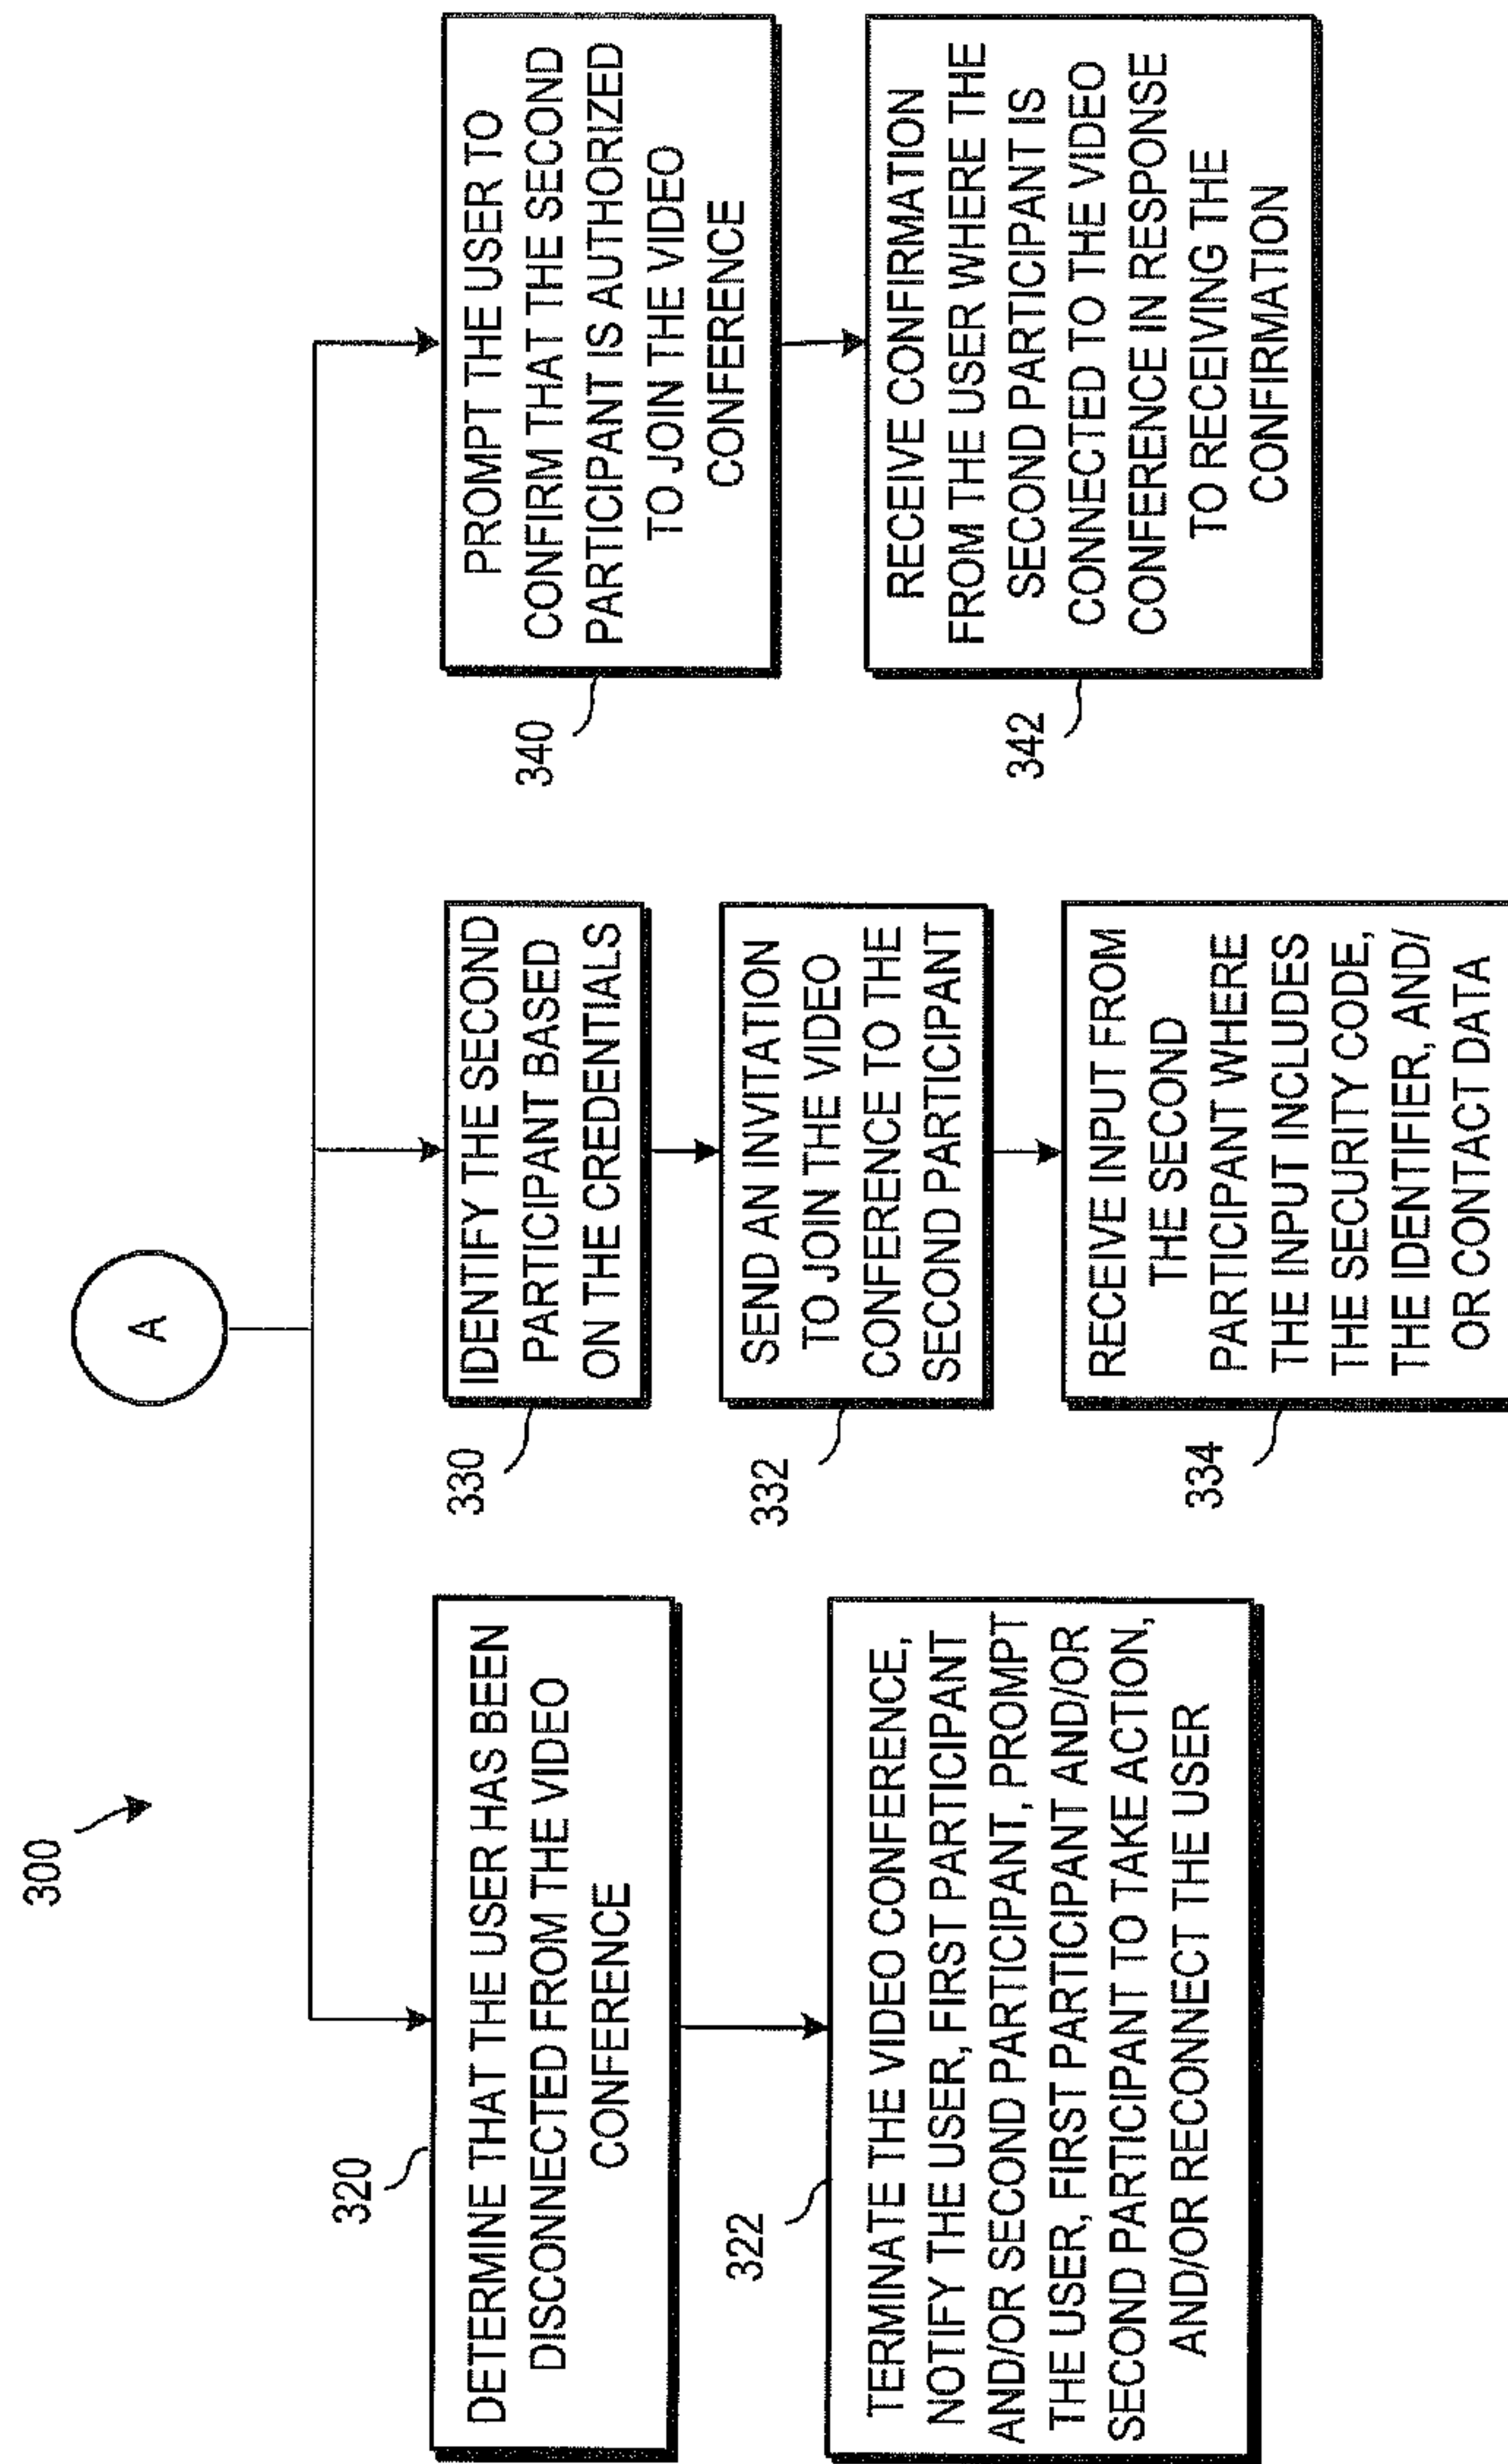 300
A
320
DETERMINE THAT THE USER HAS BEEN
DISCONNECTED FROM THE VIDEO
CONFERENCE
322
TERMINATE THE VIDEO CONFERENCE,
NOTIFY THE USER, FIRST PARTICIPANT
AND/OR SECOND PARTICIPANT, PROMPT
THE USER, FIRST PARTICIPANT AND/OR
SECOND PARTICIPANT TO TAKE ACTION,
AND/OR RECONNECT THE USER
330
IDENTIFY THE SECOND
PARTICIPANT BASED
ON THE CREDENTIALS
332
SEND AN INVITATION
TO JOIN THE VIDEO
CONFERENCE TO THE
SECOND PARTICIPANT
334
RECEIVE INPUT FROM
THE SECOND
PARTICIPANT WHERE
THE INPUT INCLUDES
THE SECURITY CODE,
THE IDENTIFIER, AND/
OR CONTACT DATA
340
PROMPT THE USER TO
CONFIRM THAT THE SECOND
PARTICIPANT IS AUTHORIZED
TO JOIN THE VIDEO
CONFERENCE
342
RECEIVE CONFIRMATION
FROM THE USER WHERE THE
SECOND PARTICIPANT IS
CONNECTED TO THE VIDEO
CONFERENCE IN RESPONSE
TO RECEIVING THE
CONFIRMATION